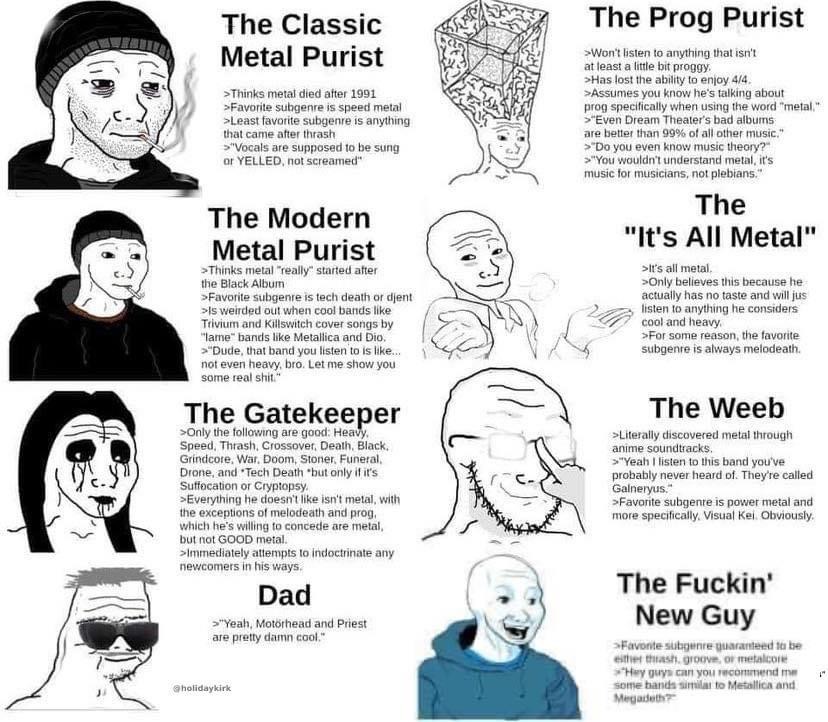 The Classic
Metal Purist
>Thinks metal died after 1991
>Favorite subgenre is speed metal
>Least favorite subgenre is anything
that came after thrash
>"Vocals are supposed to be sung
or YELLED, not screamed"
The Prog Purist
>Won't listen to anything that isn't
at least a little bit proggy.
>Has lost the ability to enjoy 4/4.
>Assumes you know he's talking about
prog specifically when using the word "metal."
>"Even Dream Theater's bad albums
are better than 99% of all other music."
>"Do you even know music theory?"
>"You wouldn't understand metal, it's
music for musicians, not plebians."
The Modern
Metal Purist
>Thinks metal "really" started after
the Black Album
>Favorite subgenre is tech death or djent
>Is weirded out when cool bands like
Trivium and Killswitch cover songs by
"lame" bands like Metallica and Dio.
>"Dude, that band you listen to is like...
not even heavy, bro. Let me show you
some real shit."
The
"It's All Metal"
>It's all metal.
>Only believes this because he
actually has no taste and will jus
listen to anything he considers
cool and heavy.
>For some reason, the favorite
subgenre is always melodeath.
The Gatekeeper
>Only the following are good: Heavy,
Speed, Thrash, Crossover, Death, Black,
Grindcore, War, Doom, Stoner, Funeral,
Drone, and *Tech Death *but only if it's
Suffocation or Cryptopsy.
>Everything he doesn't like isn't metal, with
the exceptions of melodeath and prog,
which he's willing to concede are metal,
but not GOOD metal.
>Immediately attempts to indoctrinate any
newcomers in his ways.
The Weeb
>Literally discovered metal through
anime soundtracks.
>"Yeah I listen to this band you've
probably never heard of. They're called
Galneryus."
>Favorite subgenre is power metal and
more specifically, Visual Kei. Obviously.
Dad
>"Yeah, Motörhead and Priest
are pretty damn cool."
@holidaykirk
The Fuckin'
New Guy
>Favorite subgenre guaranteed to be
either thrash, groove, or metalcore
>"Hey guys can you recommend me
some bands similar to Metallica and
Megadeth?"